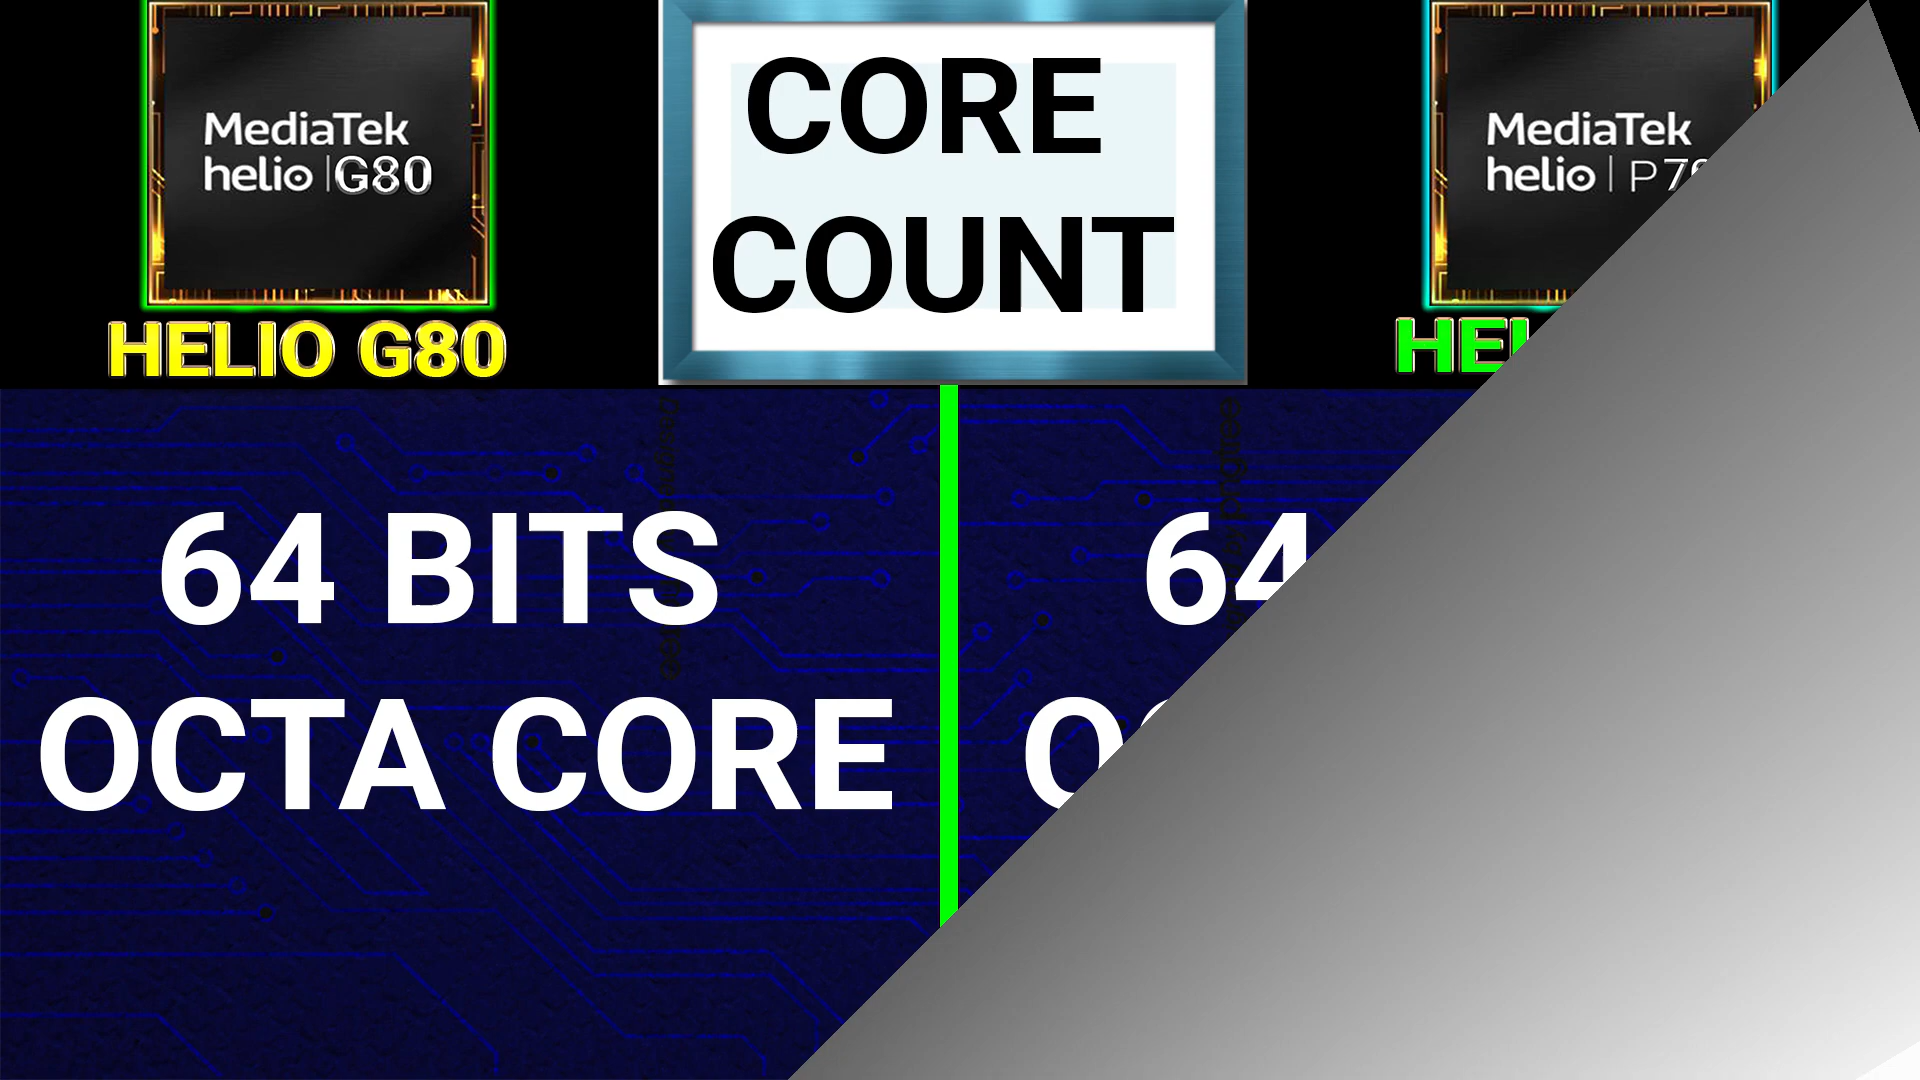 MediaTek
helio | G80
HELIO G80
CORE
COUNT
MediaTek
helio |
64 BITS
OCTA CORE
64